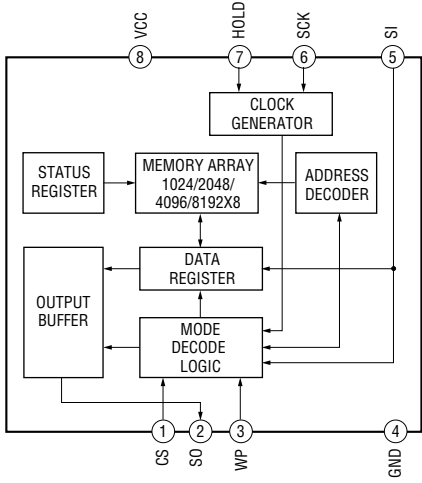 VCC
HOLD
SCK
SI
8
7
6
5
CLOCK
GENERATOR
STATUS
REGISTER
MEMORY ARRAY
1024/2048/
4096/8192X8
ADDRESS
DECODER
DATA
REGISTER
OUTPUT
BUFFER
MODE
DECODE
LOGIC
1
2
3
4
CS
SO
WP
GND